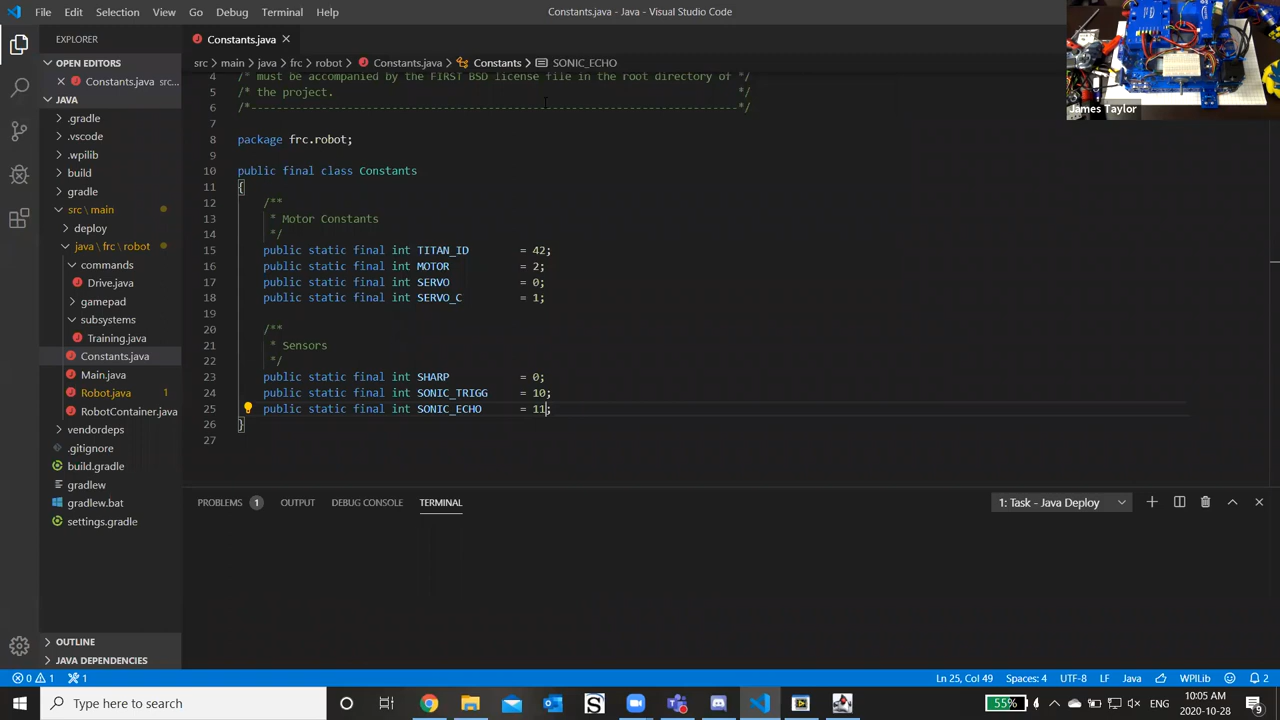 File Edit Selection View Go Debug Terminal Help
Constants.java - Java - Visual Studio Code
EXPLORER
OPEN EDITORS
Constants.java src...
JAVA
.gradle
.vscode
.wpilib
build
gradle
src\main
deploy
java\frc\robot
commands
Drive.java
gamepad
subsystems
Training.java
Constants.java
Main.java
Robot.java 1
RobotContainer.java
vendordeps
.gitignore
build.gradle
gradlew
gradlew.bat
settings.gradle
OUTLINE
JAVA DEPENDENCIES
Constants.java
src > main > java > frc > robot > Constants.java > Constants > SONIC_ECHO
4 /* must be accompanied by the FIRST BSD license file in the root directory of */
5 /* the project. */
6 /*----------------------------------------------------------------------------*/
7
8 package frc.robot;
9
10 public final class Constants
11 {
12 /**
13 * Motor Constants
14 */
15 public static final int TITAN_ID = 42;
16 public static final int MOTOR = 2;
17 public static final int SERVO = 0;
18 public static final int SERVO_C = 1;
19
20 /**
21 * Sensors
22 */
23 public static final int SHARP = 0;
24 public static final int SONIC_TRIGG = 10;
25 public static final int SONIC_ECHO = 11;
26 }
27
PROBLEMS 1 OUTPUT DEBUG CONSOLE TERMINAL
1: Task - Java Deploy
James Taylor
0 1 1
Ln 25, Col 49 Spaces: 4 UTF-8 LF Java WPILib 2
Type here to search
55%
10:05 AM
2020-10-28
9